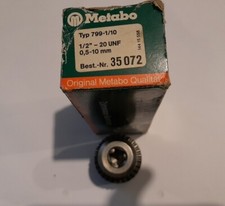 Metabo
Typ 799-1/10
1/2" – 20 UNF
0,5-10 mm
Best.-Nr. 35 072
Original Metabo Qualität